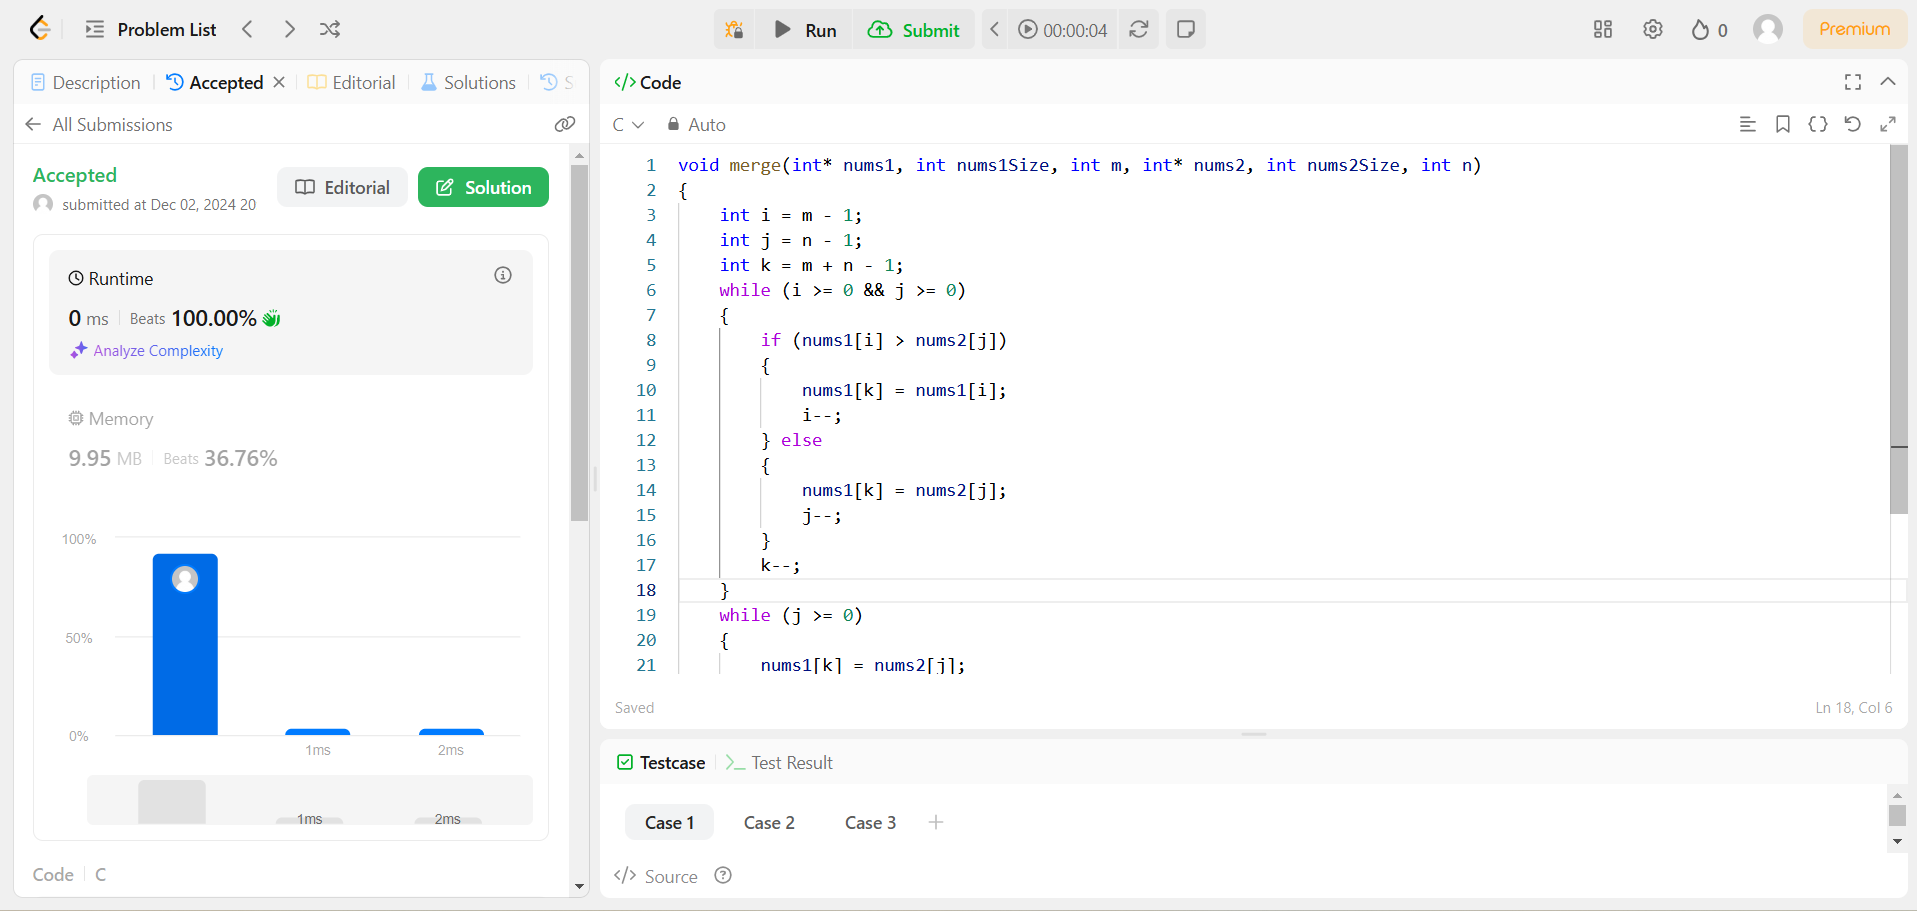 Problem List
Run
Submit
00:00:04
0
Premium
Description
Accepted
Editorial
Solutions
S
All Submissions
Accepted
submitted at Dec 02, 2024 20
Editorial
Solution
Runtime
0 ms
Beats 100.00%
Analyze Complexity
Memory
9.95 MB
Beats 36.76%
100%
50%
0%
1ms
2ms
1ms
2ms
Code
C
Code
C
Auto
1 void merge(int* nums1, int nums1Size, int m, int* nums2, int nums2Size, int n)
2 {
3 int i = m - 1;
4 int j = n - 1;
5 int k = m + n - 1;
6 while (i >= 0 && j >= 0)
7 {
8 if (nums1[i] > nums2[j])
9 {
10 nums1[k] = nums1[i];
11 i--;
12 } else
13 {
14 nums1[k] = nums2[j];
15 j--;
16 }
17 k--;
18 }
19 while (j >= 0)
20 {
21 nums1[k] = nums2[j];
Saved
Ln 18, Col 6
Testcase
Test Result
Case 1
Case 2
Case 3
Source